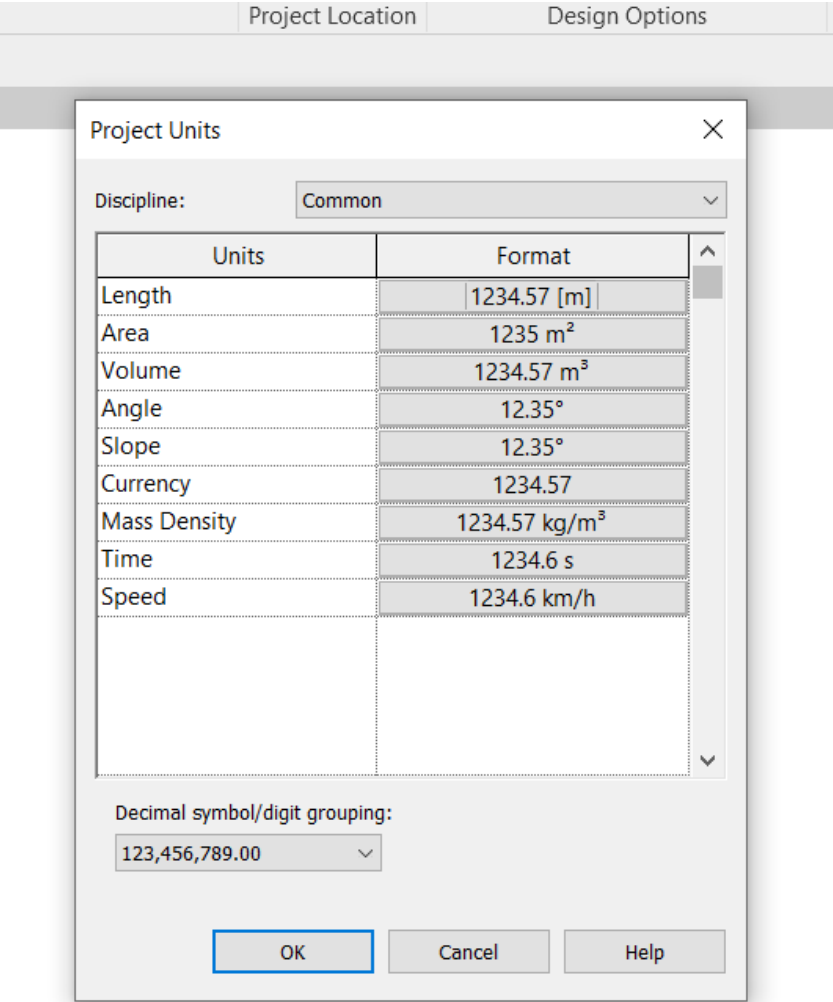 Project Location Design Options
Project Units
Discipline: Common
Units Format
Length 1234.57 [m]
Area 1235 m²
Volume 1234.57 m³
Angle 12.35°
Slope 12.35°
Currency 1234.57
Mass Density 1234.57 kg/m³
Time 1234.6 s
Speed 1234.6 km/h
Decimal symbol/digit grouping:
123,456,789.00
OK Cancel Help